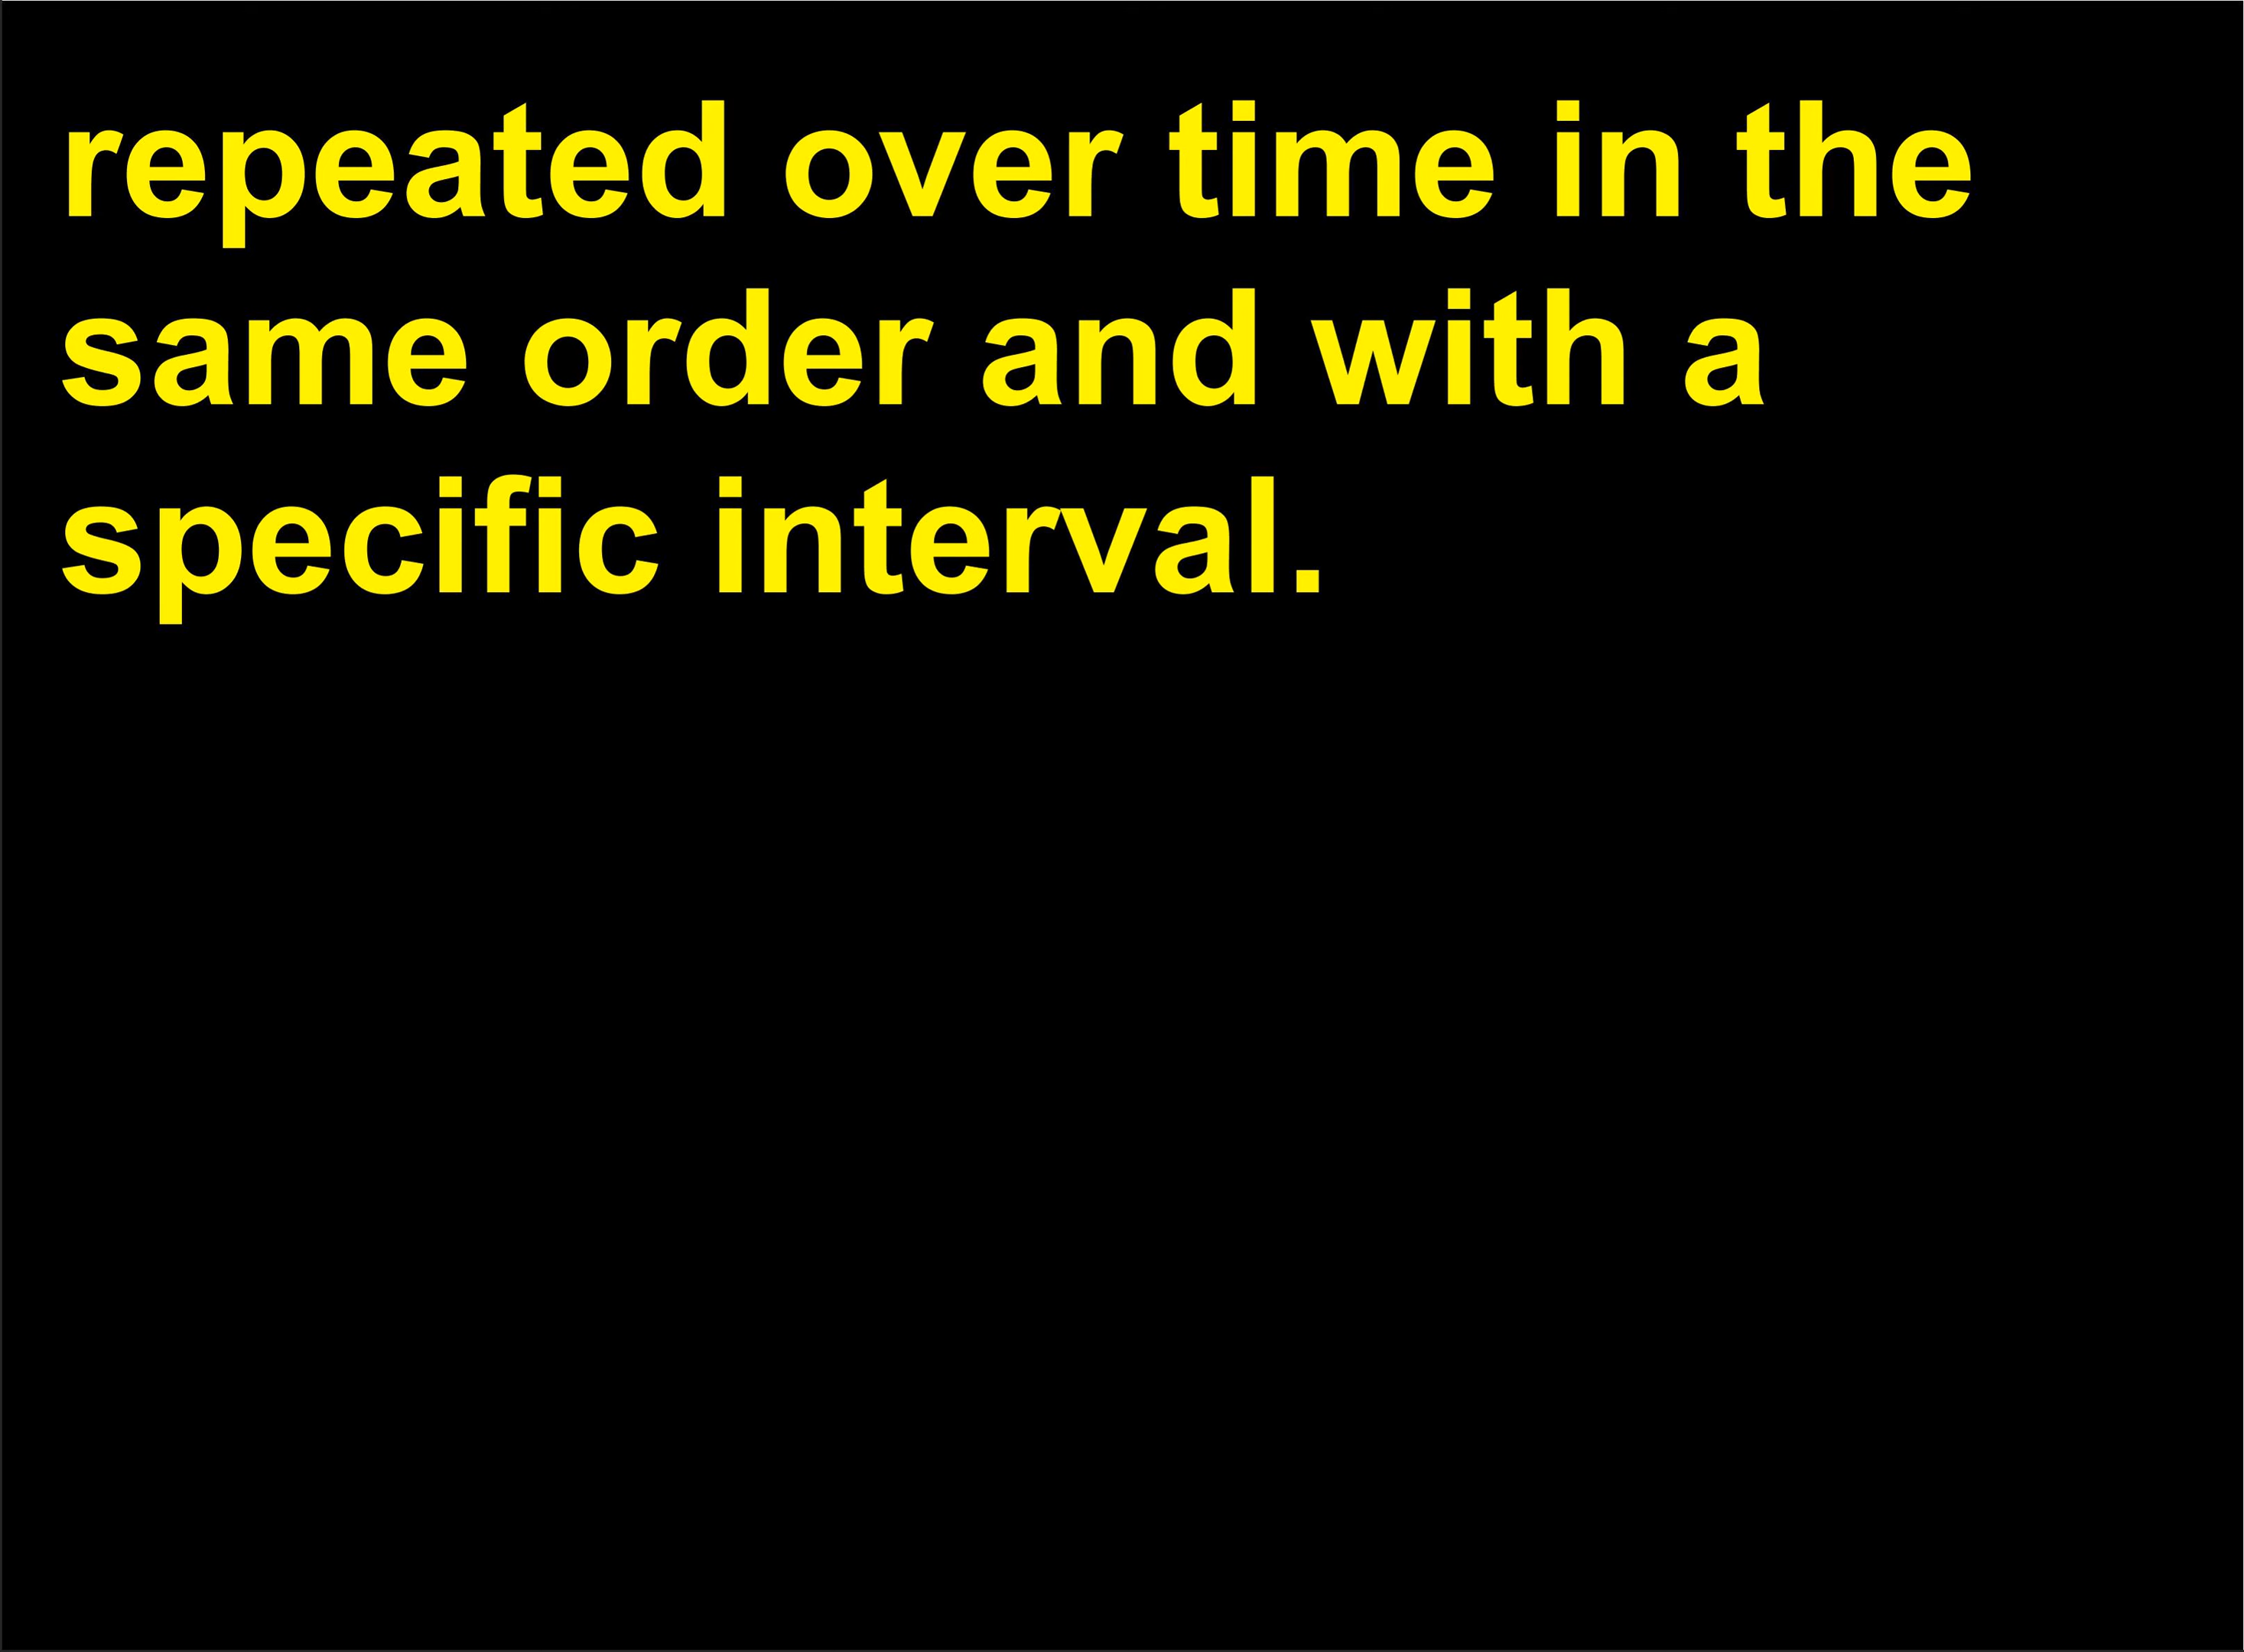 repeated over time in the
same order and with a
specific interval.